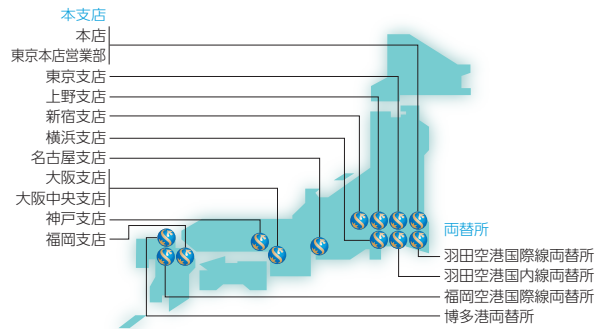 本支店
本店
東京本店営業部
東京支店
上野支店
新宿支店
横浜支店
名古屋支店
大阪支店
大阪中央支店
神戸支店
福岡支店
両替所
羽田空港国際線両替所
羽田空港国内線両替所
福岡空港国際線両替所
博多港両替所